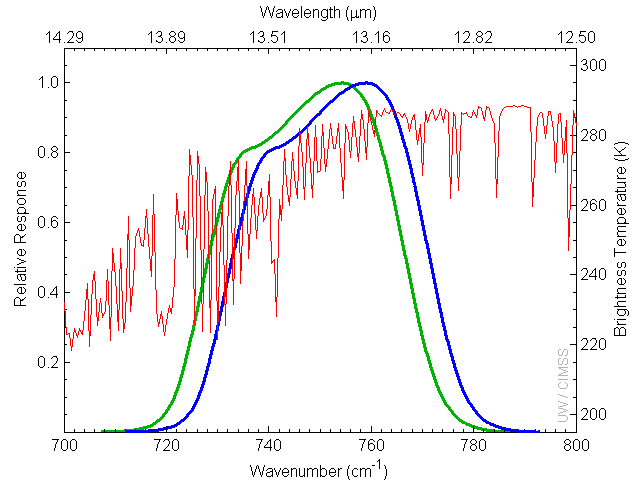 Wavelength (μm)
14.29 13.89 13.51 13.16 12.82 12.50
1.0
0.8
0.6
0.4
0.2
Relative Response
300
280
260
240
220
200
Brightness Temperature (K)
UW / CIMSS
700 720 740 760 780 800
Wavenumber (cm-1)